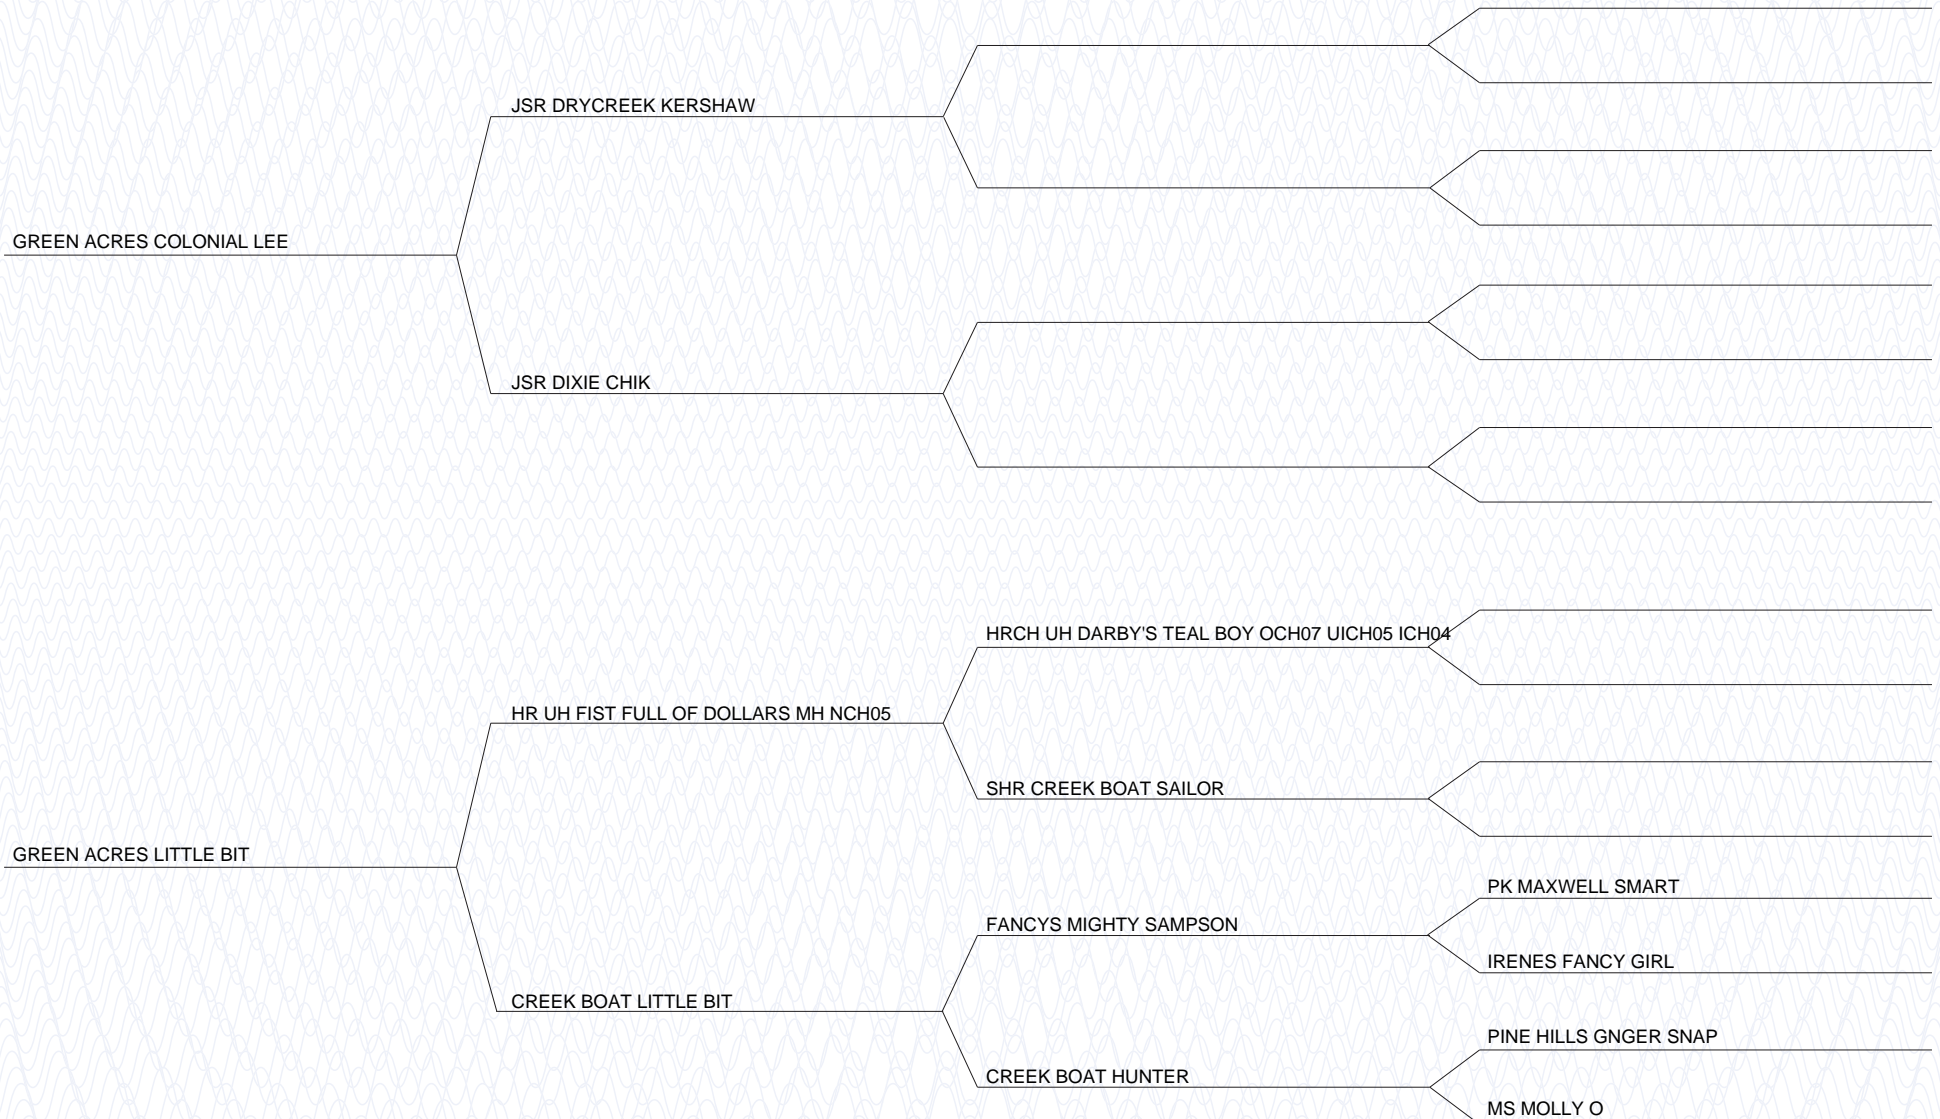 JSR DRYCREEK KERSHAW
GREEN ACRES COLONIAL LEE
JSR DIXIE CHIK
HRCH UH DARBY'S TEAL BOY OCH07 UICH05 ICH04
HR UH FIST FULL OF DOLLARS MH NCH05
SHR CREEK BOAT SAILOR
GREEN ACRES LITTLE BIT
PK MAXWELL SMART
FANCYS MIGHTY SAMPSON
IRENES FANCY GIRL
CREEK BOAT LITTLE BIT
PINE HILLS GNGER SNAP
CREEK BOAT HUNTER
MS MOLLY O